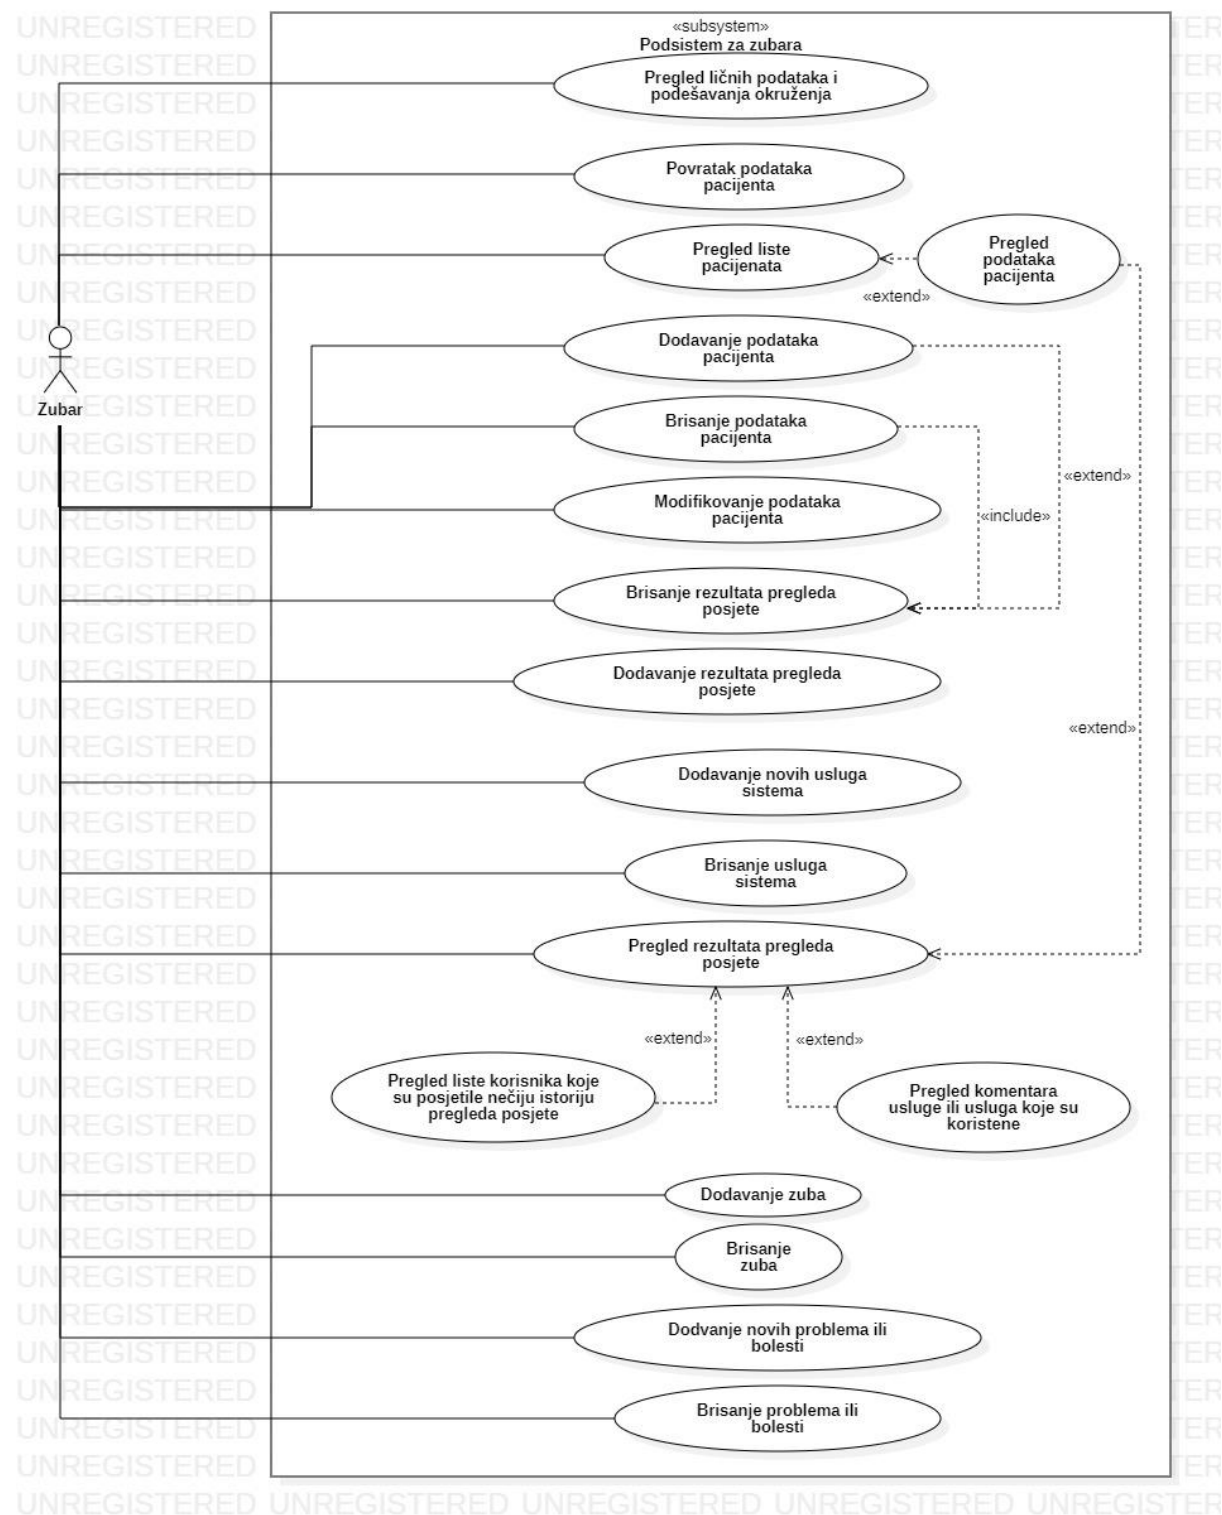 «subsystem»
Podsistem za zubara
Pregled ličnih podataka i
podešavanja okruženja
Povratak podataka
pacijenta
Pregled liste
pacijenata
Pregled
podataka
pacijenta
«extend»
Zubar
Dodavanje podataka
pacijenta
Brisanje podataka
pacijenta
«extend»
Modifikovanje podataka
pacijenta
«include»
Brisanje rezultata pregleda
posjete
Dodavanje rezultata pregleda
posjete
«extend»
Dodavanje novih usluga
sistema
Brisanje usluga
sistema
Pregled rezultata pregleda
posjete
«extend»
«extend»
Pregled liste korisnika koje
su posjetile nečiju istoriju
pregleda posjete
Pregled komentara
usluge ili usluga koje su
koristene
Dodavanje zuba
Brisanje
zuba
Dodvanje novih problema ili
bolesti
Brisanje problema ili
bolesti
UNREGISTERED UNREGISTERED UNREGISTERED UNREGISTERED UNREGISTER